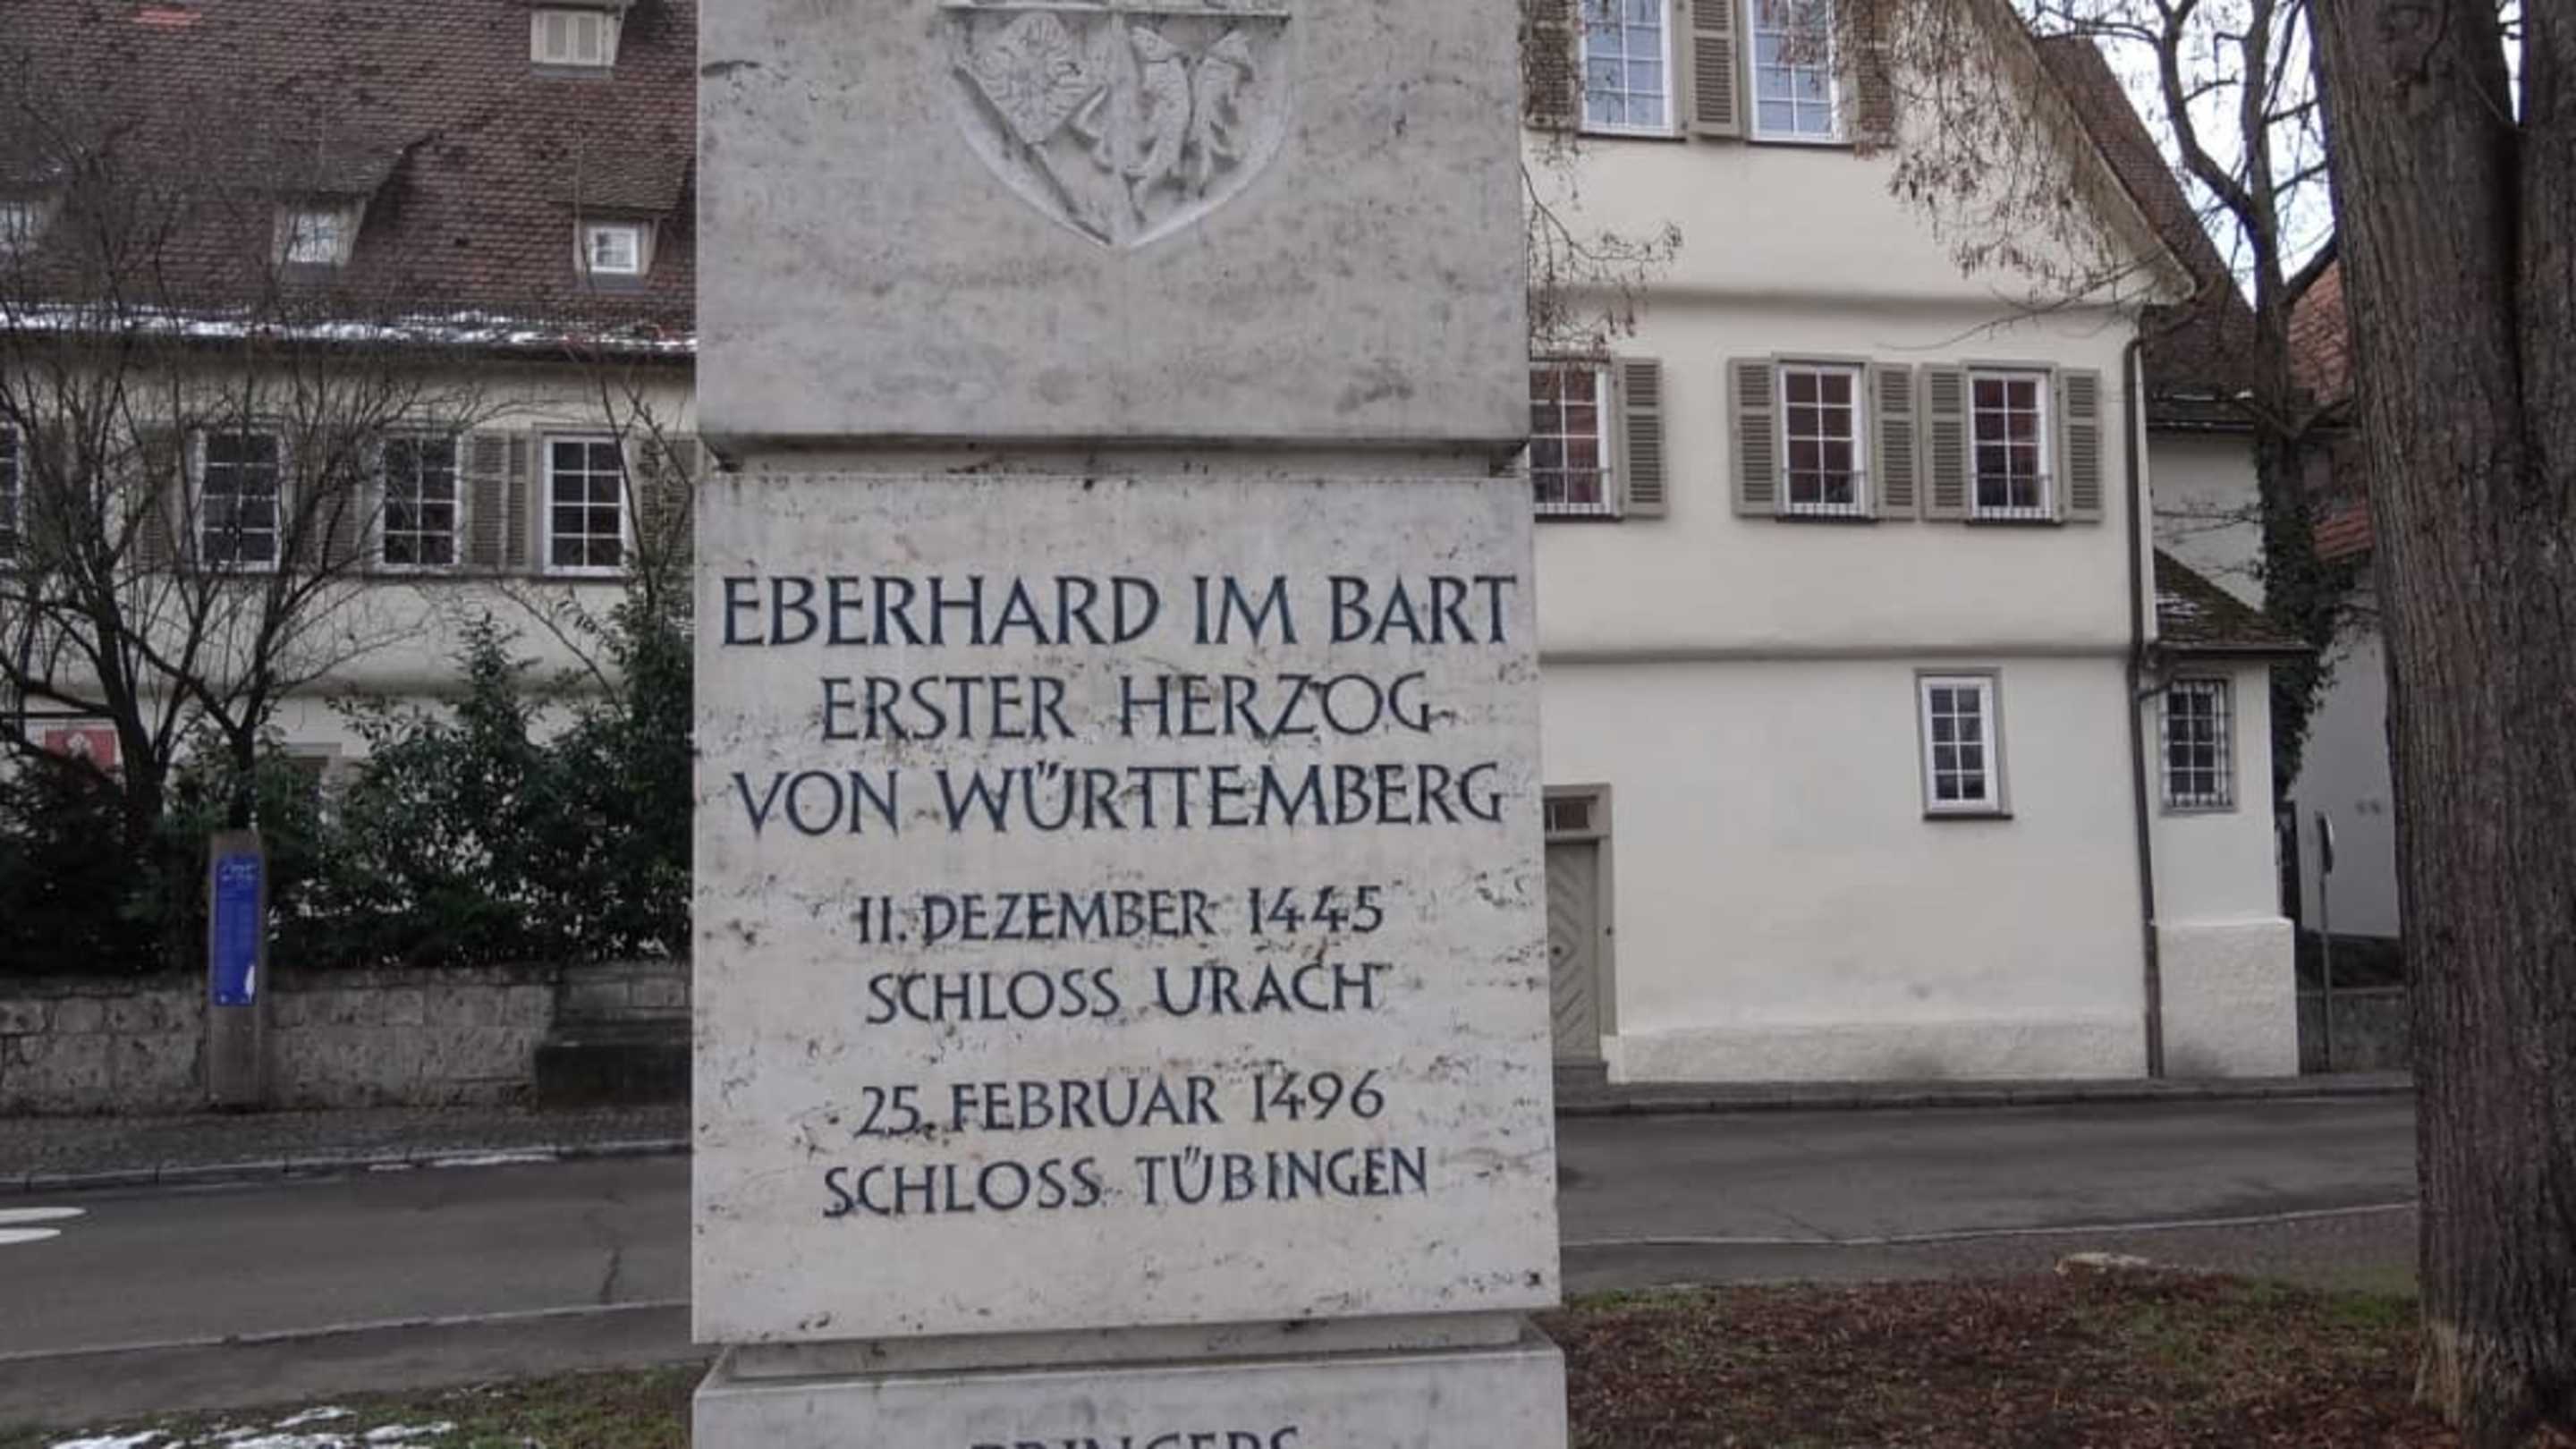 EBERHARD IM BART
ERSTER HERZOG
VON WÜRTTEMBERG
11. DEZEMBER 1445
SCHLOSS URACH
25. FEBRUAR 1496
SCHLOSS TÜBINGEN